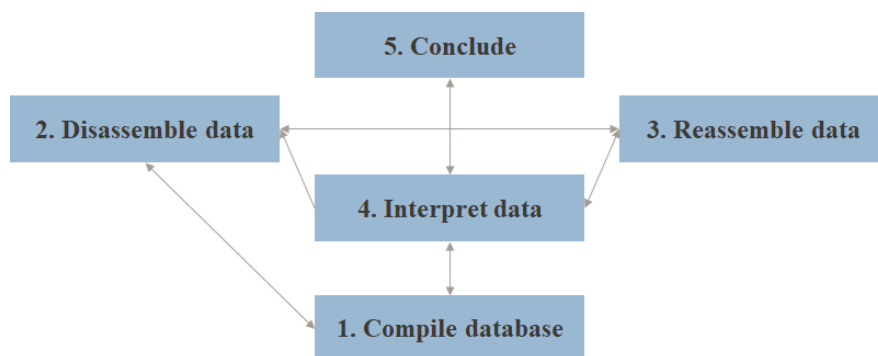 5. Conclude
2. Disassemble data
3. Reassemble data
4. Interpret data
1. Compile database